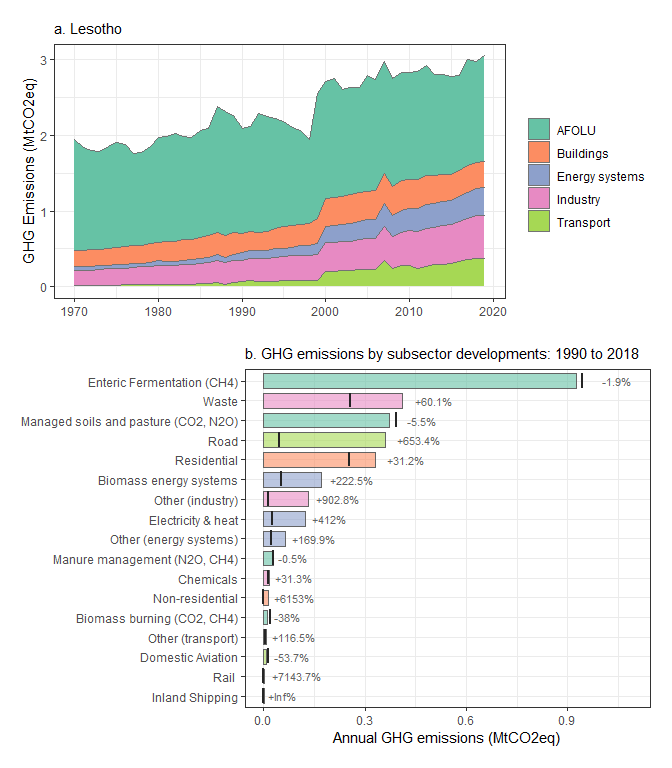 a. Lesotho
GHG Emissions (MtCO2eq)
3
2
1
0
1970
1980
1990
2000
2010
2020
AFOLU
Buildings
Energy systems
Industry
Transport
b. GHG emissions by subsector developments: 1990 to 2018
Enteric Fermentation (CH4) -1.9%
Waste +60.1%
Managed soils and pasture (CO2, N2O) -5.5%
Road +653.4%
Residential +31.2%
Biomass energy systems +222.5%
Other (industry) +902.8%
Electricity & heat +412%
Other (energy systems) +169.9%
Manure management (N2O, CH4) -0.5%
Chemicals +31.3%
Non-residential +6153%
Biomass burning (CO2, CH4) -38%
Other (transport) +116.5%
Domestic Aviation -53.7%
Rail +7143.7%
Inland Shipping +Inf%
0.0
0.3
0.6
0.9
Annual GHG emissions (MtCO2eq)